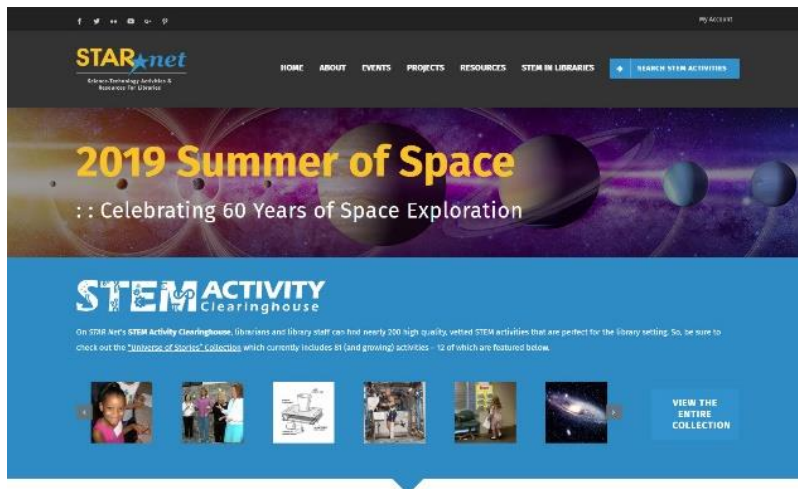 My Account
STAR net
Science-Technology Activities &
Resources For Libraries
HOME ABOUT EVENTS PROJECTS RESOURCES STEM IN LIBRARIES SEARCH STEM ACTIVITIES
2019 Summer of Space
: : Celebrating 60 Years of Space Exploration
STEM ACTIVITY
Clearinghouse
On STAR Net's STEM Activity Clearinghouse, librarians and library staff can find nearly 200 high quality, vetted STEM activities that are perfect for the library setting. So, be sure to
check out the "Universe of Stories" Collection which currently includes 81 (and growing) activities – 12 of which are featured below.
VIEW THE
ENTIRE
COLLECTION